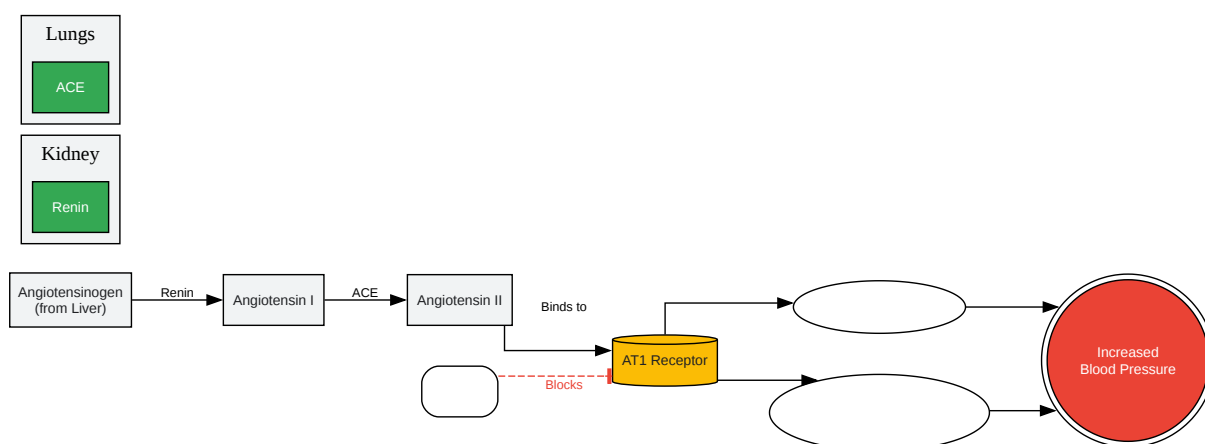 Lungs
ACE
Kidney
Renin
Angiotensinogen
(from Liver)
Renin
Angiotensin I
ACE
Angiotensin II
Binds to
AT1 Receptor
Blocks
Increased
Blood Pressure